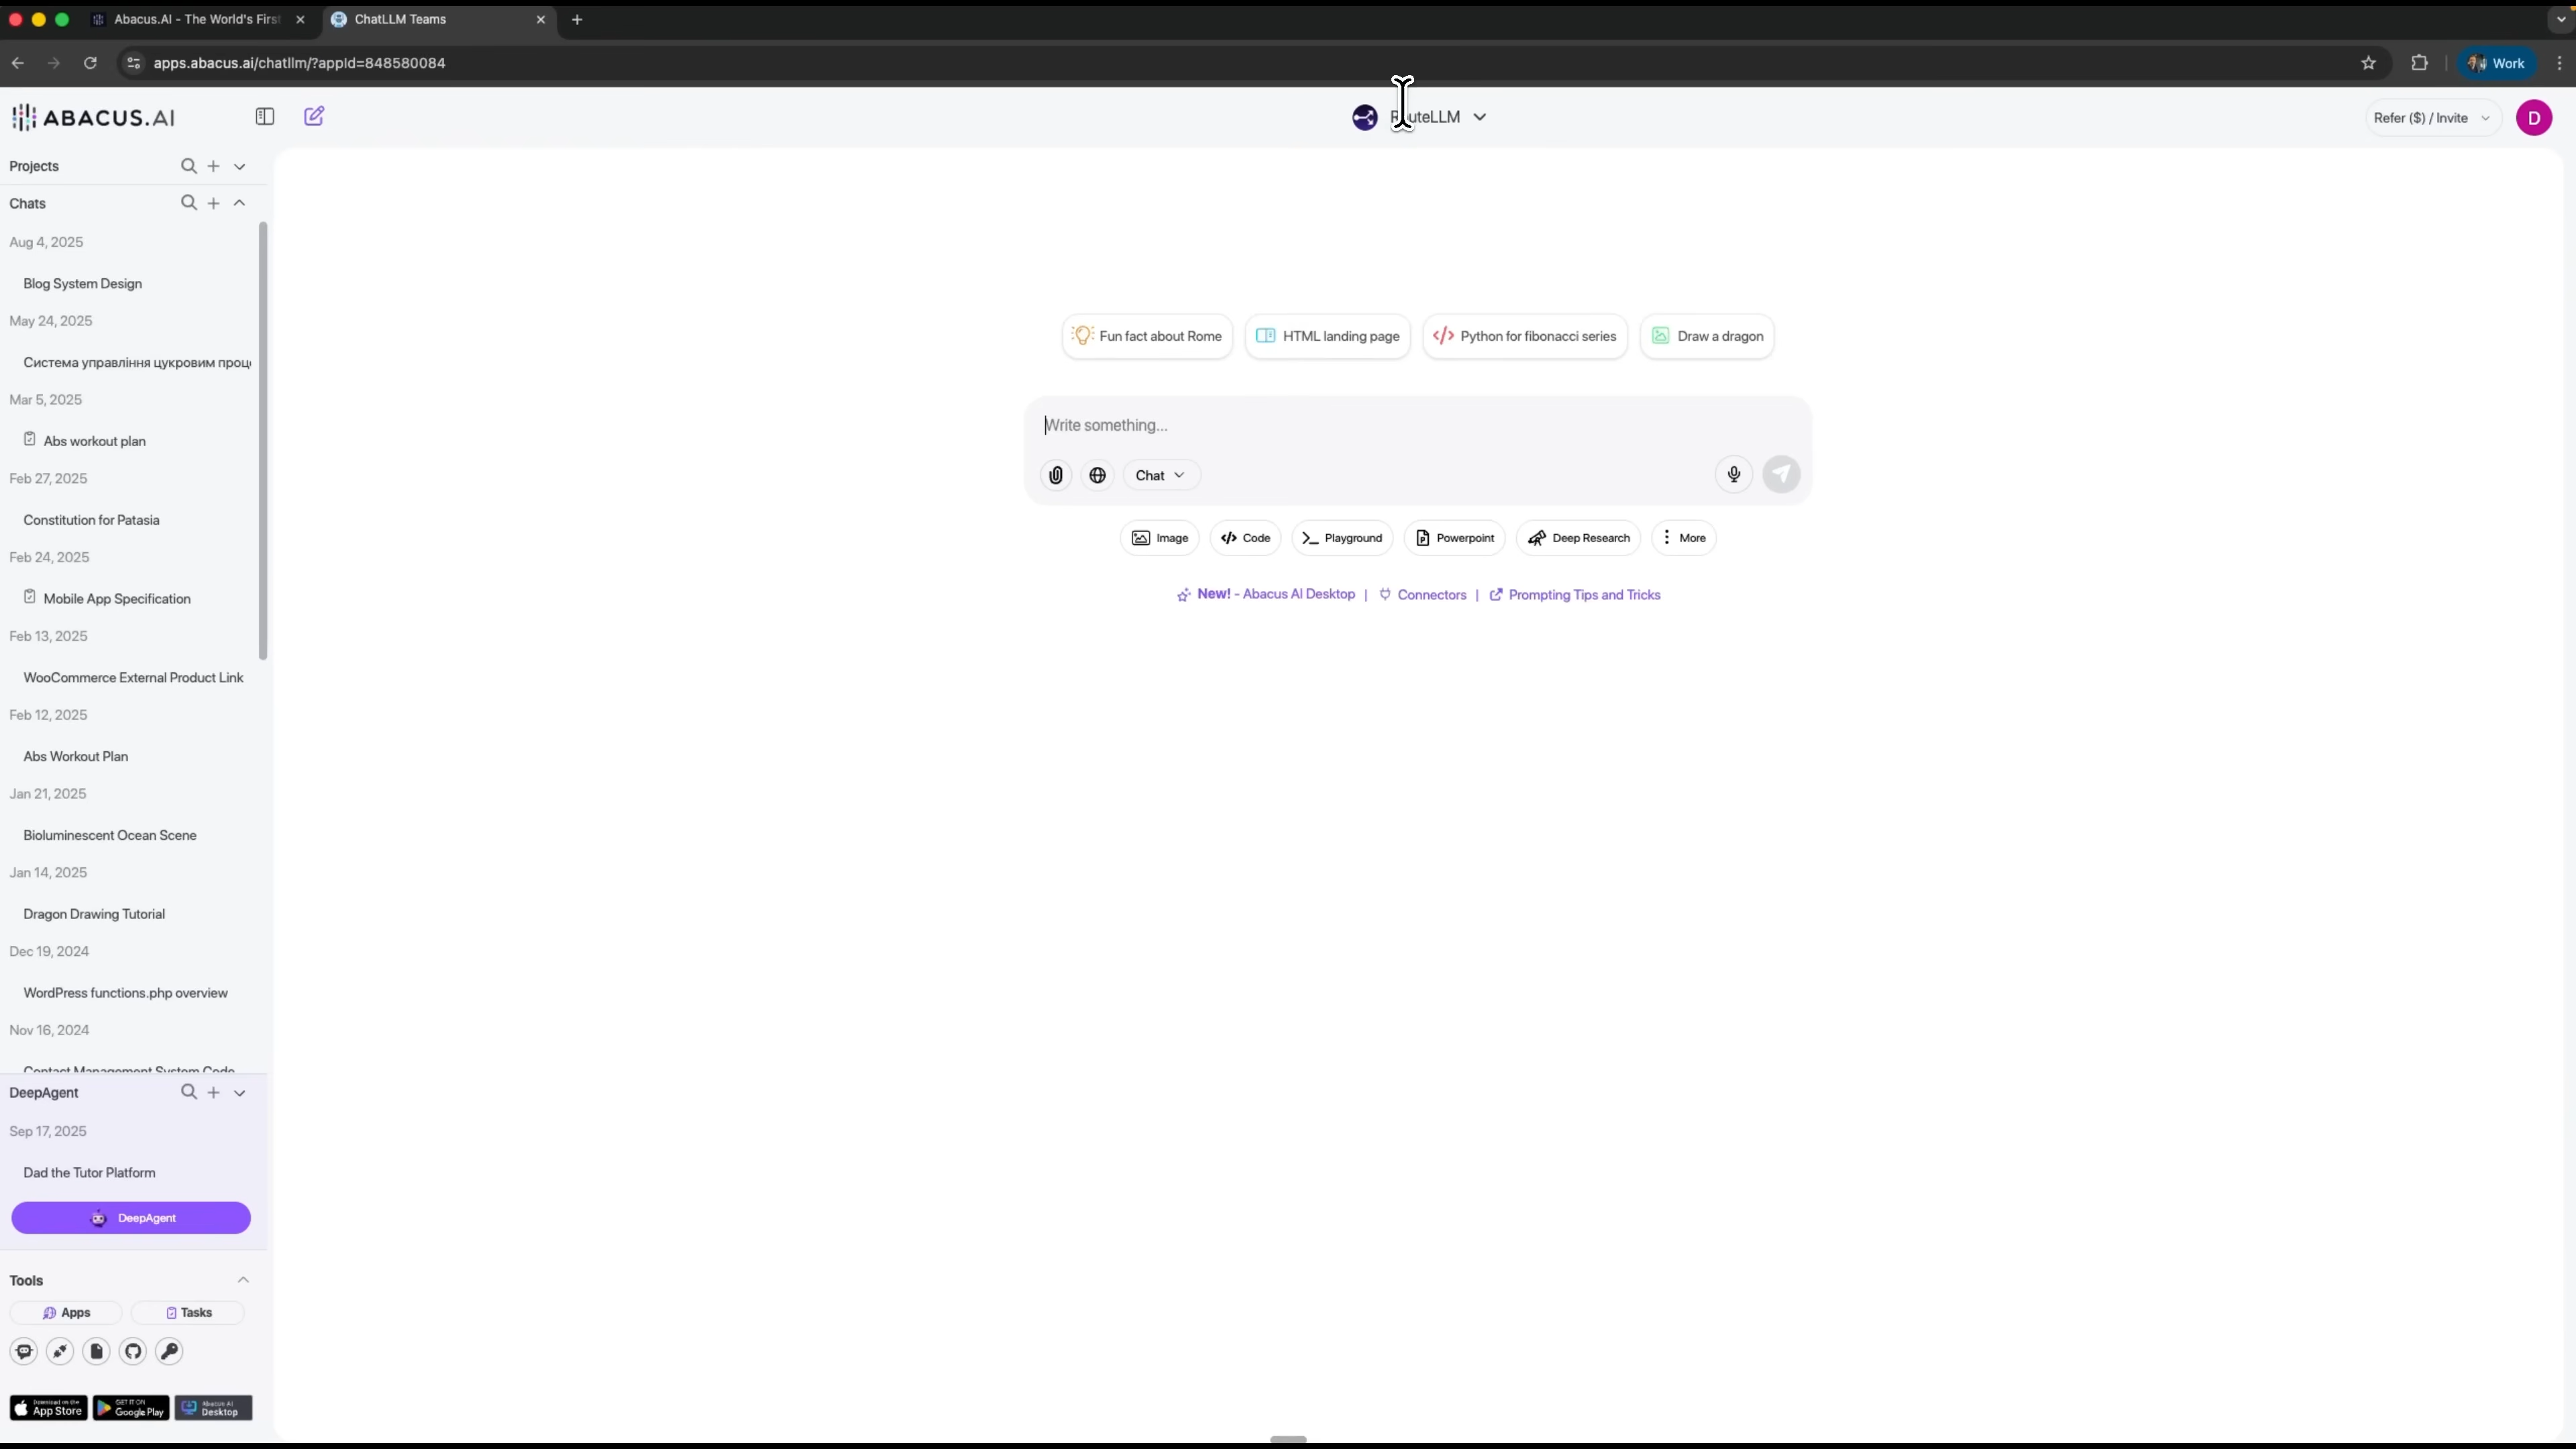 Abacus.AI - The World's First
ChatLLM Teams
apps.abacus.ai/chatllm/?appId=848580084
Work
ABACUS.AI
RouteLLM
Refer ($) / Invite
D
Projects
Chats
Aug 4, 2025
Blog System Design
May 24, 2025
Система управління цукровим проц
Mar 5, 2025
Abs workout plan
Feb 27, 2025
Constitution for Patasia
Feb 24, 2025
Mobile App Specification
Feb 13, 2025
WooCommerce External Product Link
Feb 12, 2025
Abs Workout Plan
Jan 21, 2025
Bioluminescent Ocean Scene
Jan 14, 2025
Dragon Drawing Tutorial
Dec 19, 2024
WordPress functions.php overview
Nov 16, 2024
Contact Management System Code
DeepAgent
Sep 17, 2025
Dad the Tutor Platform
DeepAgent
Tools
Apps
Tasks
Download on the App Store
GET IT ON Google Play
Abacus AI Desktop
Fun fact about Rome
HTML landing page
Python for fibonacci series
Draw a dragon
Write something...
Chat
Image
Code
Playground
Powerpoint
Deep Research
More
New! - Abacus AI Desktop | Connectors | Prompting Tips and Tricks